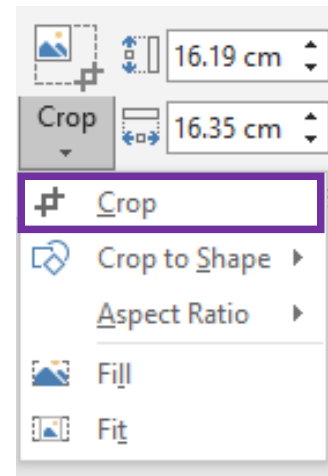 16.19 cm
Crop
16.35 cm
Crop
Crop to Shape
Aspect Ratio
Fill
Fit